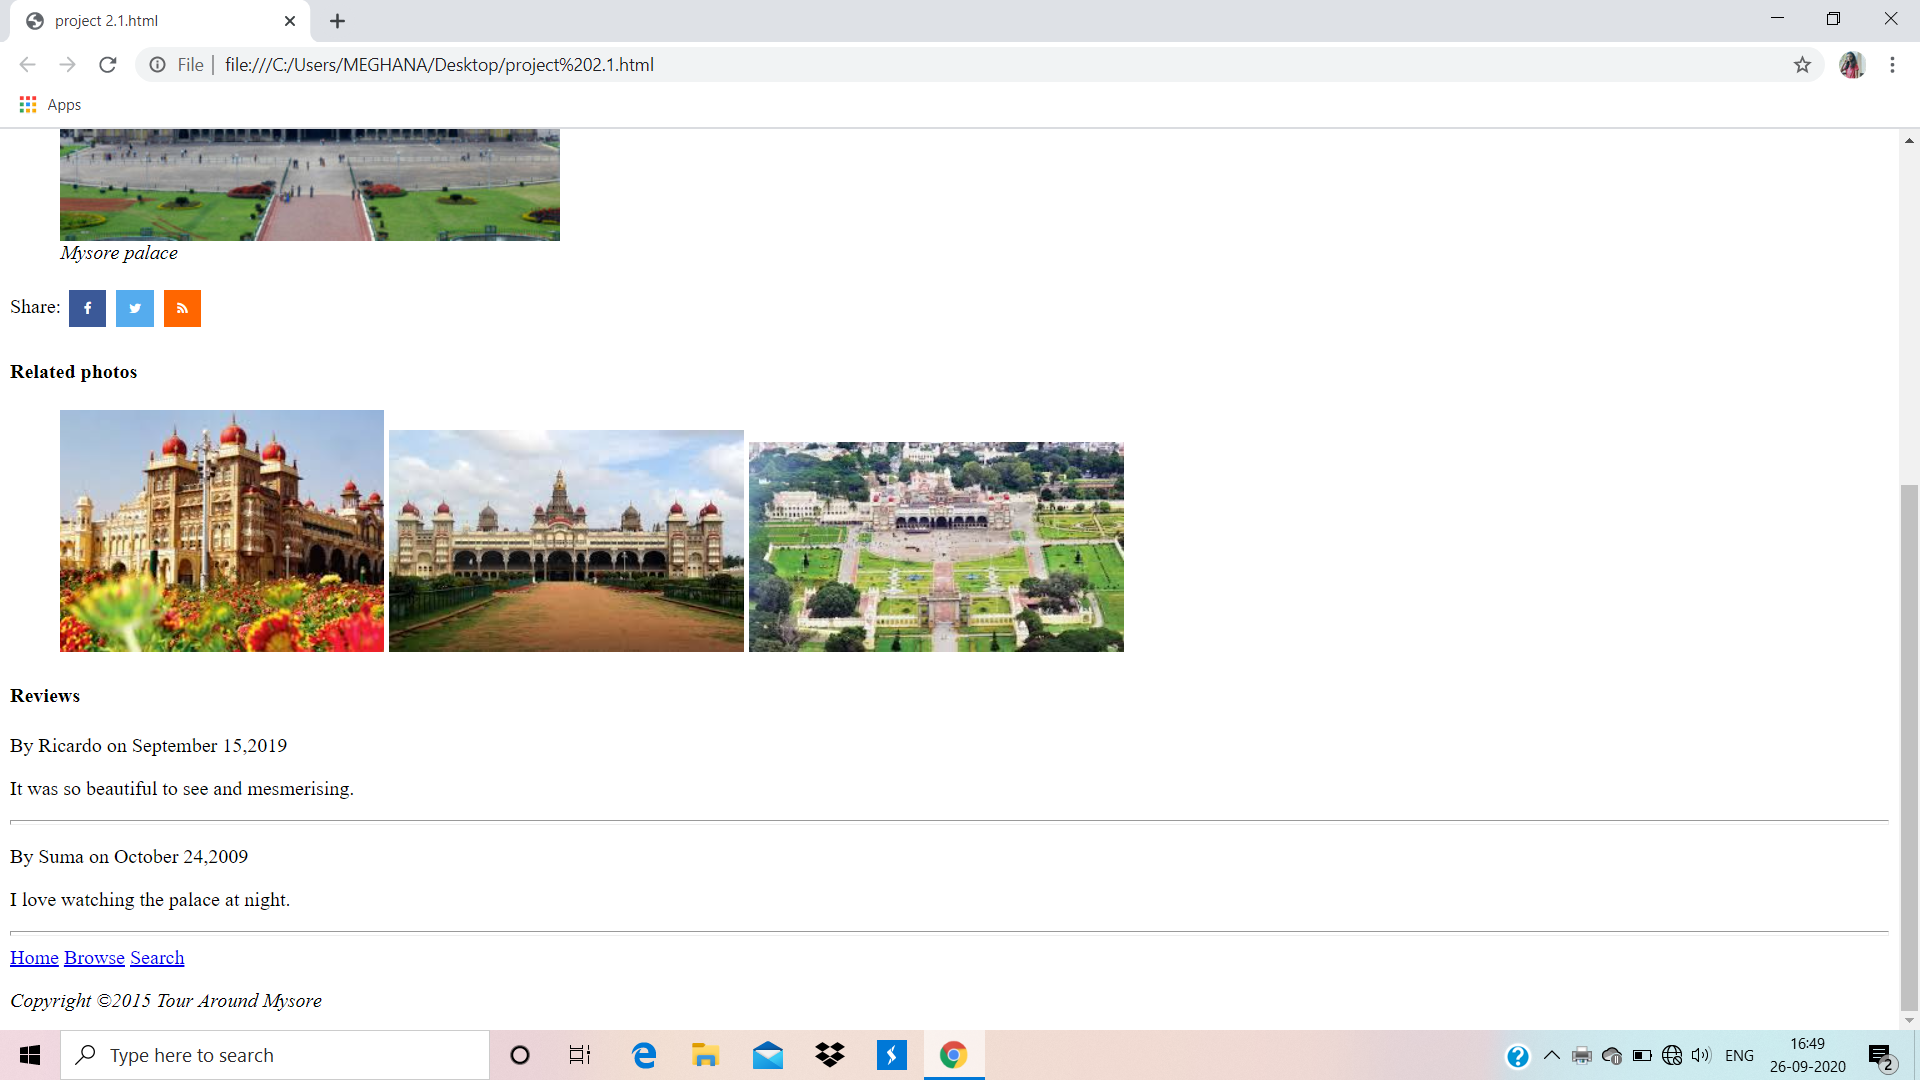 project 2.1.html
File | file:///C:/Users/MEGHANA/Desktop/project%202.1.html
Apps
Mysore palace
Share:
Related photos
Reviews
By Ricardo on September 15,2019
It was so beautiful to see and mesmerising.
By Suma on October 24,2009
I love watching the palace at night.
Home Browse Search
Copyright ©2015 Tour Around Mysore
Type here to search
ENG
16:49
26-09-2020
2